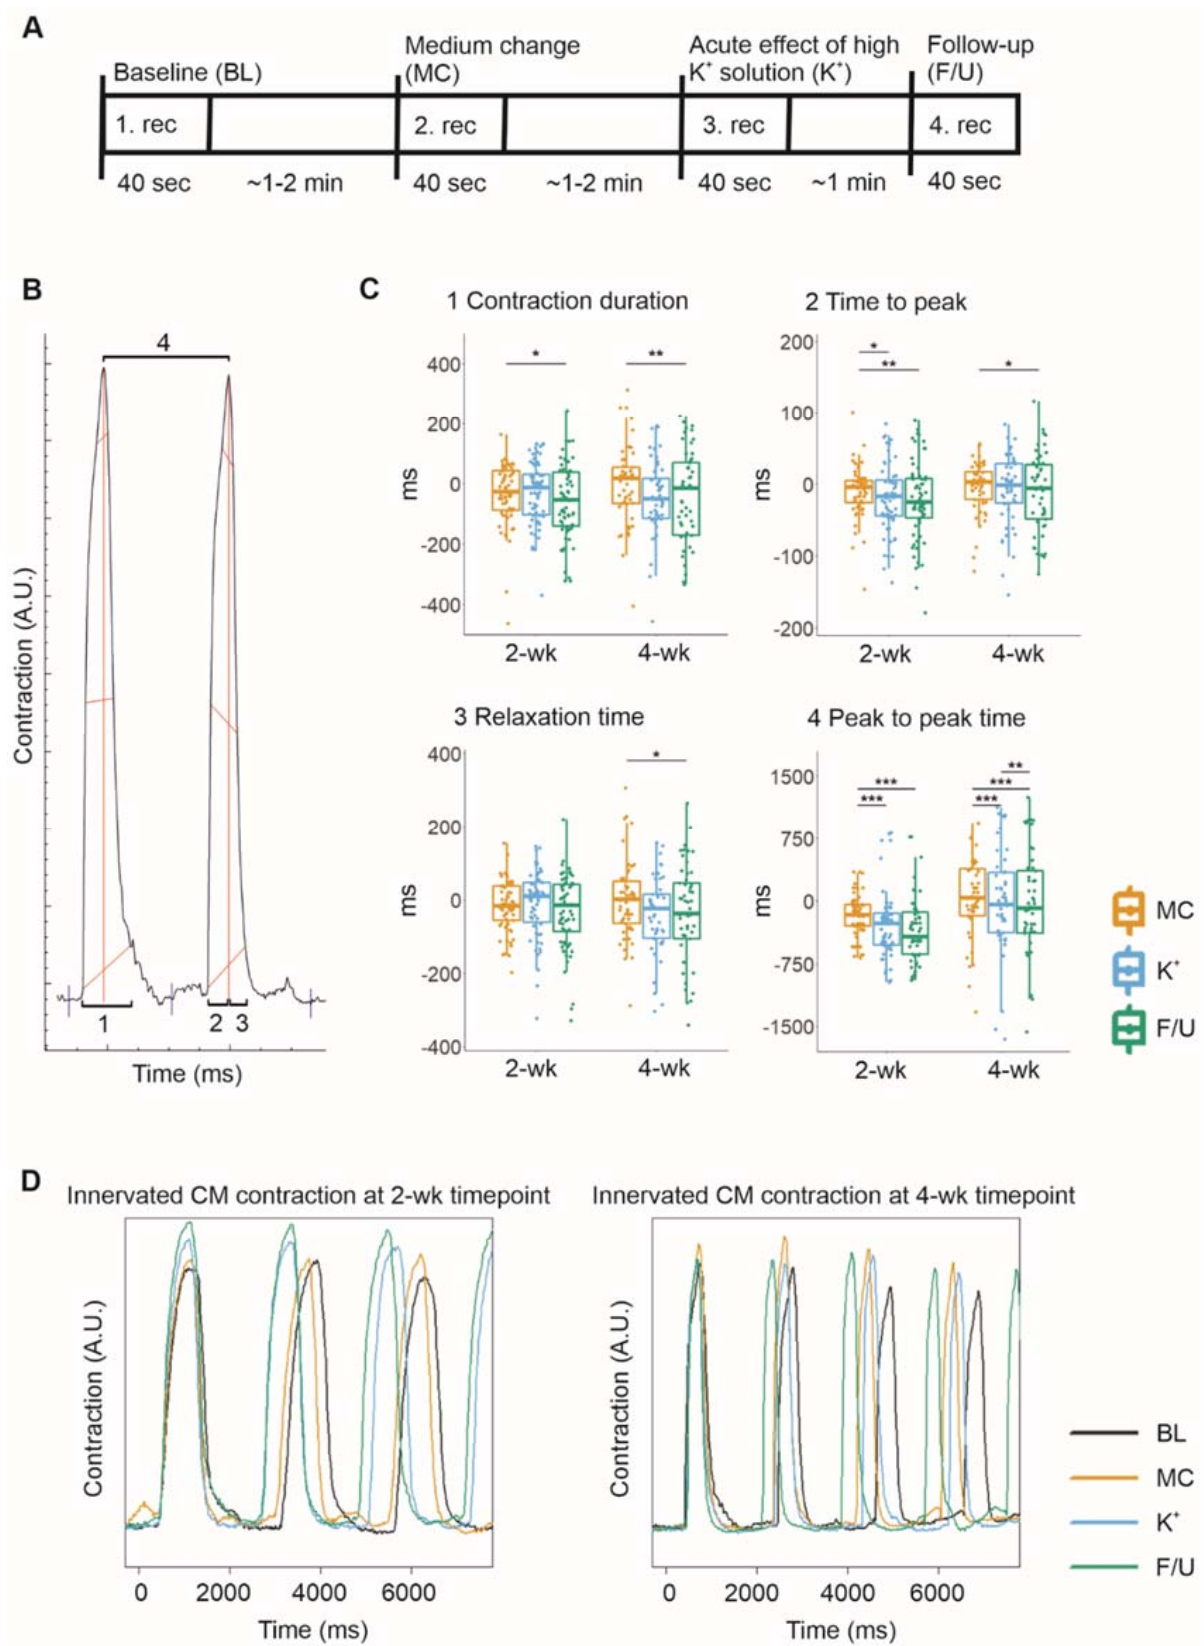 A
Baseline (BL)
Medium change
(MC)
Acute effect of high
K⁺ solution (K⁺)
Follow-up
(F/U)
1. rec
2. rec
3. rec
4. rec
40 sec
~1-2 min
40 sec
~1-2 min
40 sec
~1 min
40 sec
B
4
Contraction (A.U.)
1
2 3
Time (ms)
C
1 Contraction duration
ms
400
200
0
-200
-400
*
**
2-wk
4-wk
2 Time to peak
ms
200
100
0
-100
-200
*
**
*
2-wk
4-wk
3 Relaxation time
ms
400
200
0
-200
-400
*
2-wk
4-wk
4 Peak to peak time
ms
1500
750
0
-750
-1500
***
***
**
***
***
2-wk
4-wk
MC
K⁺
F/U
D
Innervated CM contraction at 2-wk timepoint
Contraction (A.U.)
0 2000 4000 6000
Time (ms)
Innervated CM contraction at 4-wk timepoint
Contraction (A.U.)
0 2000 4000 6000
Time (ms)
BL
MC
K⁺
F/U